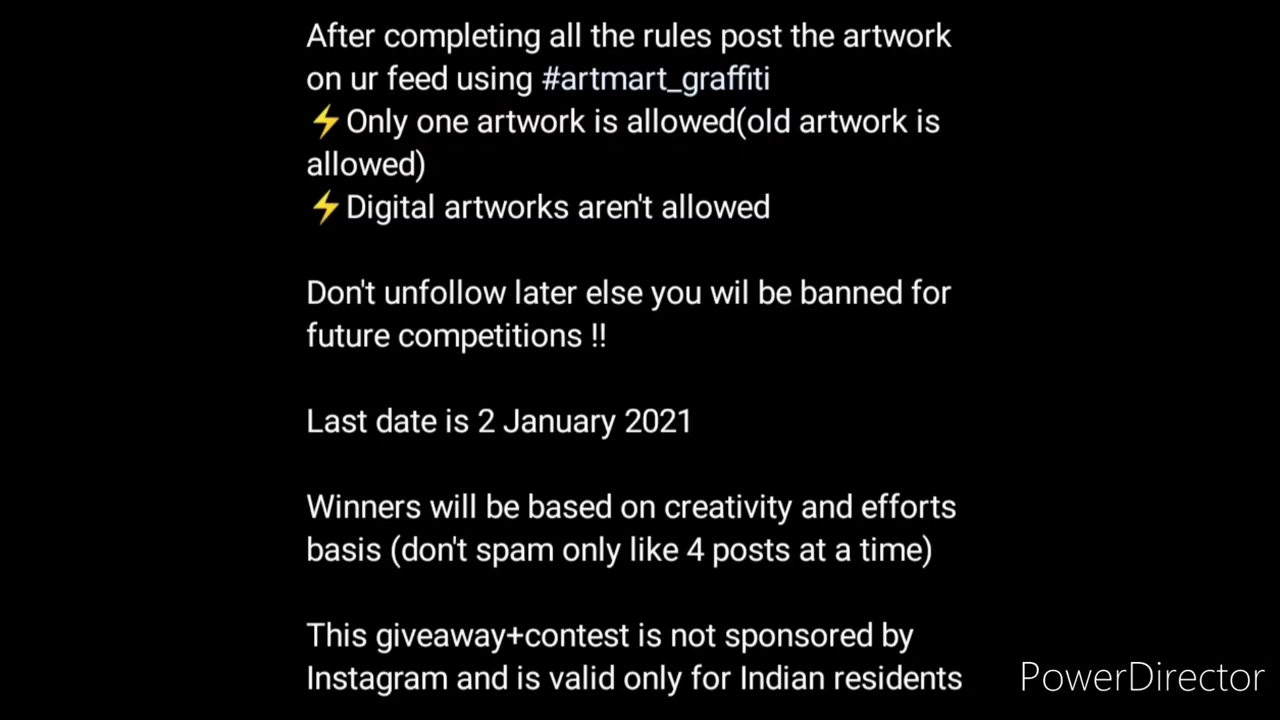 After completing all the rules post the artwork
on ur feed using #artmart_graffiti
⚡Only one artwork is allowed(old artwork is
allowed)
⚡Digital artworks aren't allowed
Don't unfollow later else you wil be banned for
future competitions !!
Last date is 2 January 2021
Winners will be based on creativity and efforts
basis (don't spam only like 4 posts at a time)
This giveaway+contest is not sponsored by
Instagram and is valid only for Indian residents
PowerDirector